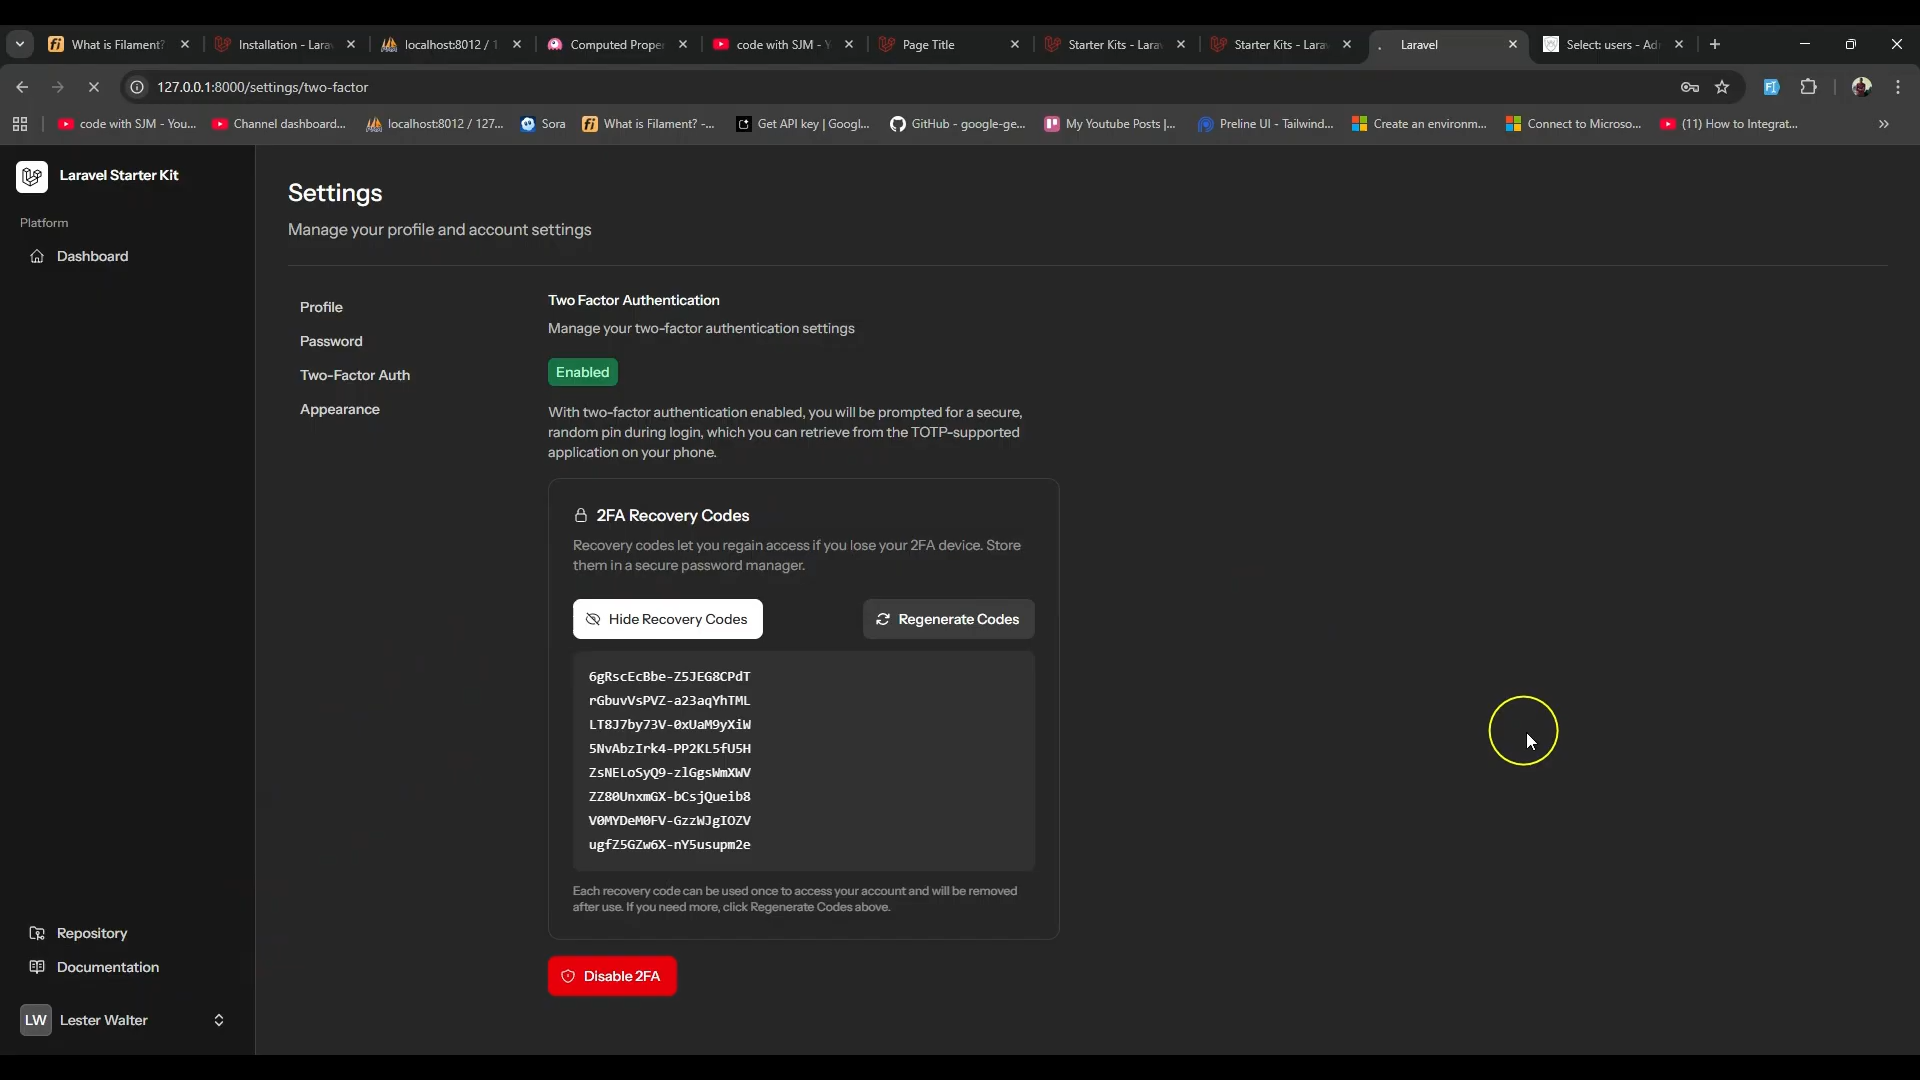 What is Filament?
Installation - Lara
localhost:8012 / 1
Computed Prope
code with SJM - Y
Page Title
Starter Kits - Lara
Starter Kits - Lara
Laravel
Select: users - Ad
127.0.0.1:8000/settings/two-factor
code with SJM - You...
Channel dashboard...
localhost:8012 / 127...
Sora
What is Filament? -...
Get API key | Googl...
GitHub - google-ge...
My Youtube Posts |...
Preline UI - Tailwind...
Create an environm...
Connect to Microso...
(11) How to Integrat...
Laravel Starter Kit
Platform
Dashboard
Settings
Manage your profile and account settings
Profile
Password
Two-Factor Auth
Appearance
Two Factor Authentication
Manage your two-factor authentication settings
Enabled
With two-factor authentication enabled, you will be prompted for a secure,
random pin during login, which you can retrieve from the TOTP-supported
application on your phone.
2FA Recovery Codes
Recovery codes let you regain access if you lose your 2FA device. Store
them in a secure password manager.
Hide Recovery Codes
Regenerate Codes
6gRscEcBbe-Z5JEG8CPdT
rGbuvVsPVZ-a23aqYhTML
LT8J7by73V-0xUaM9yXiW
5NvAbzIrk4-PP2KL5fU5H
ZsNELoSyQ9-zlGgsWmXWV
ZZ80UnxmGX-bCsjQueib8
V0MYDeM0FV-GzzWJgIOZV
ugfZ5GZw6X-nY5usupm2e
Each recovery code can be used once to access your account and will be removed
after use. If you need more, click Regenerate Codes above.
Disable 2FA
Repository
Documentation
LW
Lester Walter